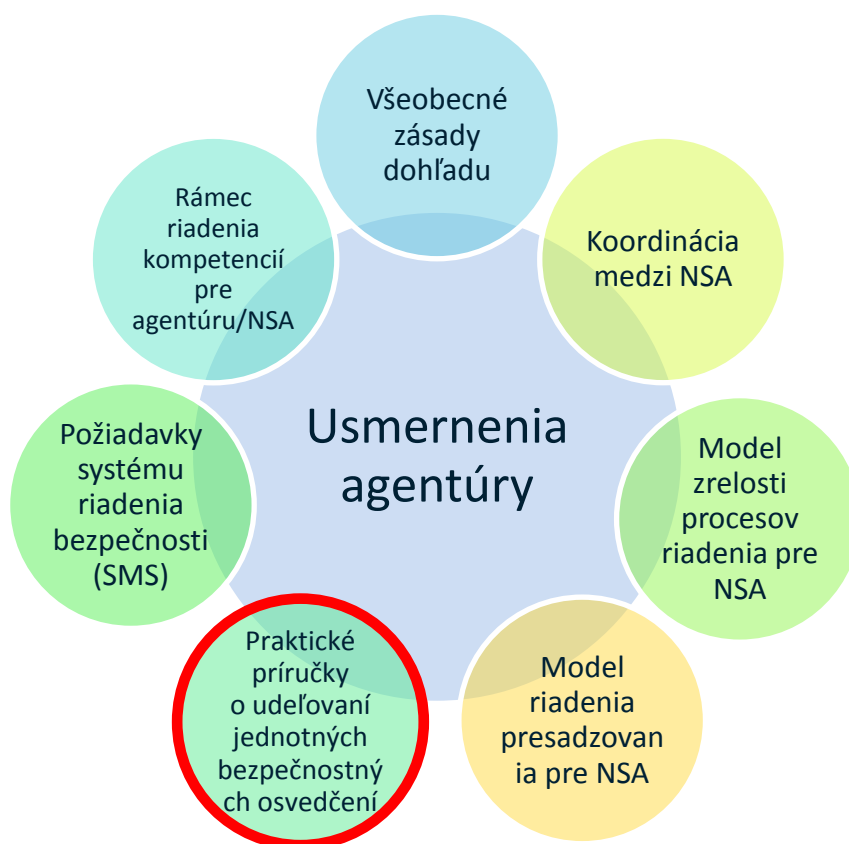 Všeobecné
zásady
dohľadu
Koordinácia
medzi NSA
Model
zrelosti
procesov
riadenia pre
NSA
Model
riadenia
presadzovan
ia pre NSA
Praktické
príručky
o udeľovaní
jednotných
bezpečnostný
ch osvedčení
Požiadavky
systému
riadenia
bezpečnosti
(SMS)
Rámec
riadenia
kompetencií
pre
agentúru/NSA
Usmernenia
agentúry